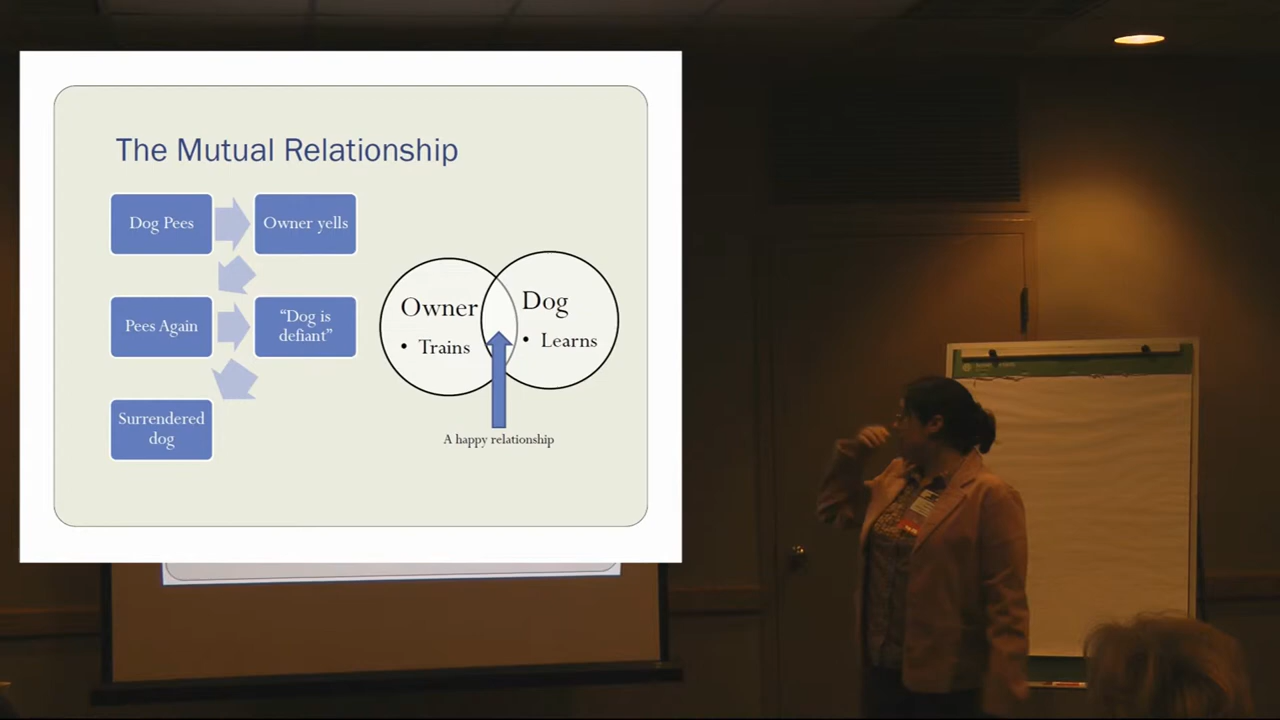 The Mutual Relationship
Dog Pees
Owner yells
Pees Again
“Dog is
defiant”
Surrendered
dog
Owner
• Trains
Dog
• Learns
A happy relationship